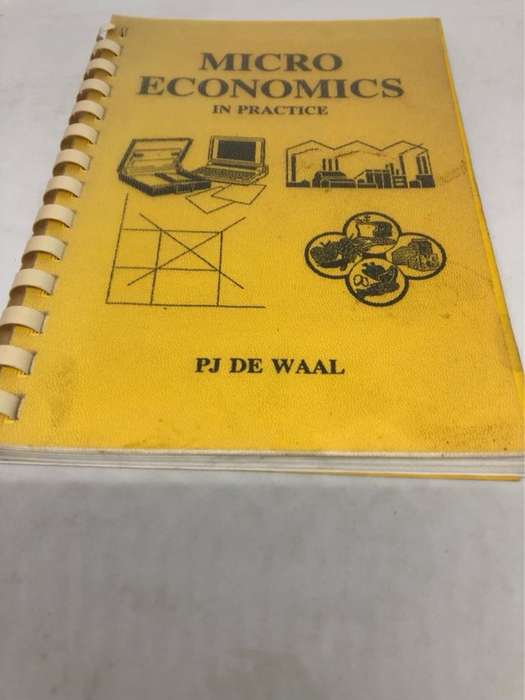 MICRO
ECONOMICS
IN PRACTICE
PJ DE WAAL